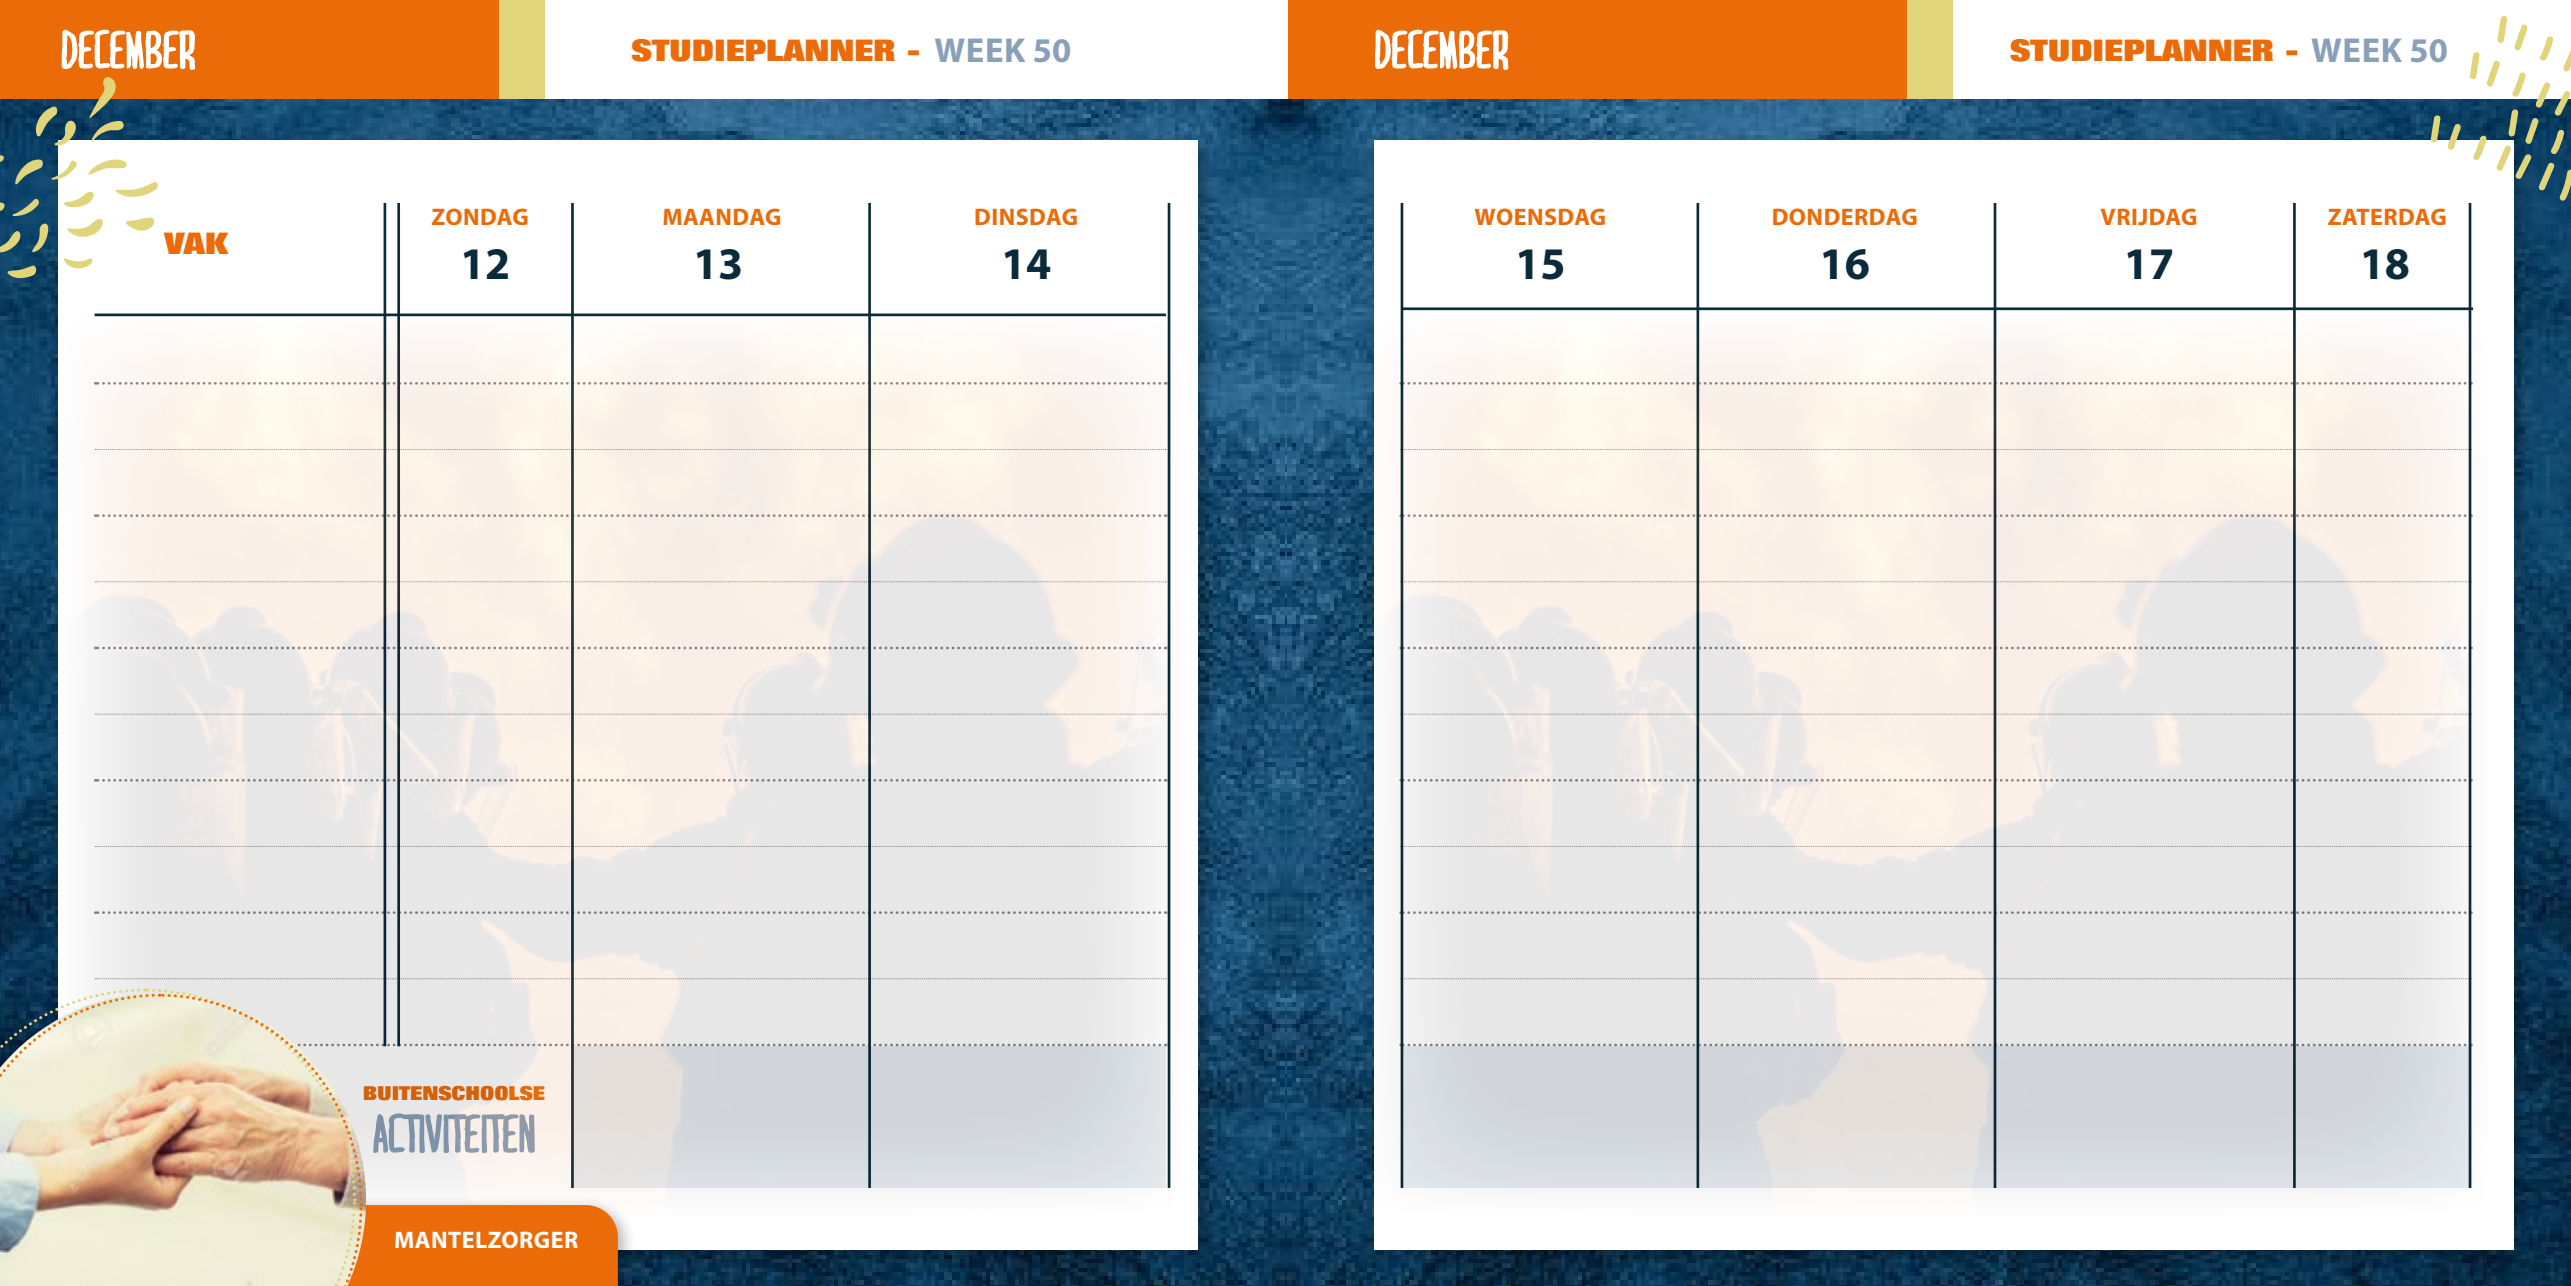 DECEMBER
STUDIEPLANNER - WEEK 50
VAK
ZONDAG
12
MAANDAG
13
DINSDAG
14
BUITENSCHOOLSE
ACTIVITEITEN
MANTELZORGER
DECEMBER
STUDIEPLANNER - WEEK 50
WOENSDAG
15
DONDERDAG
16
VRIJDAG
17
ZATERDAG
18